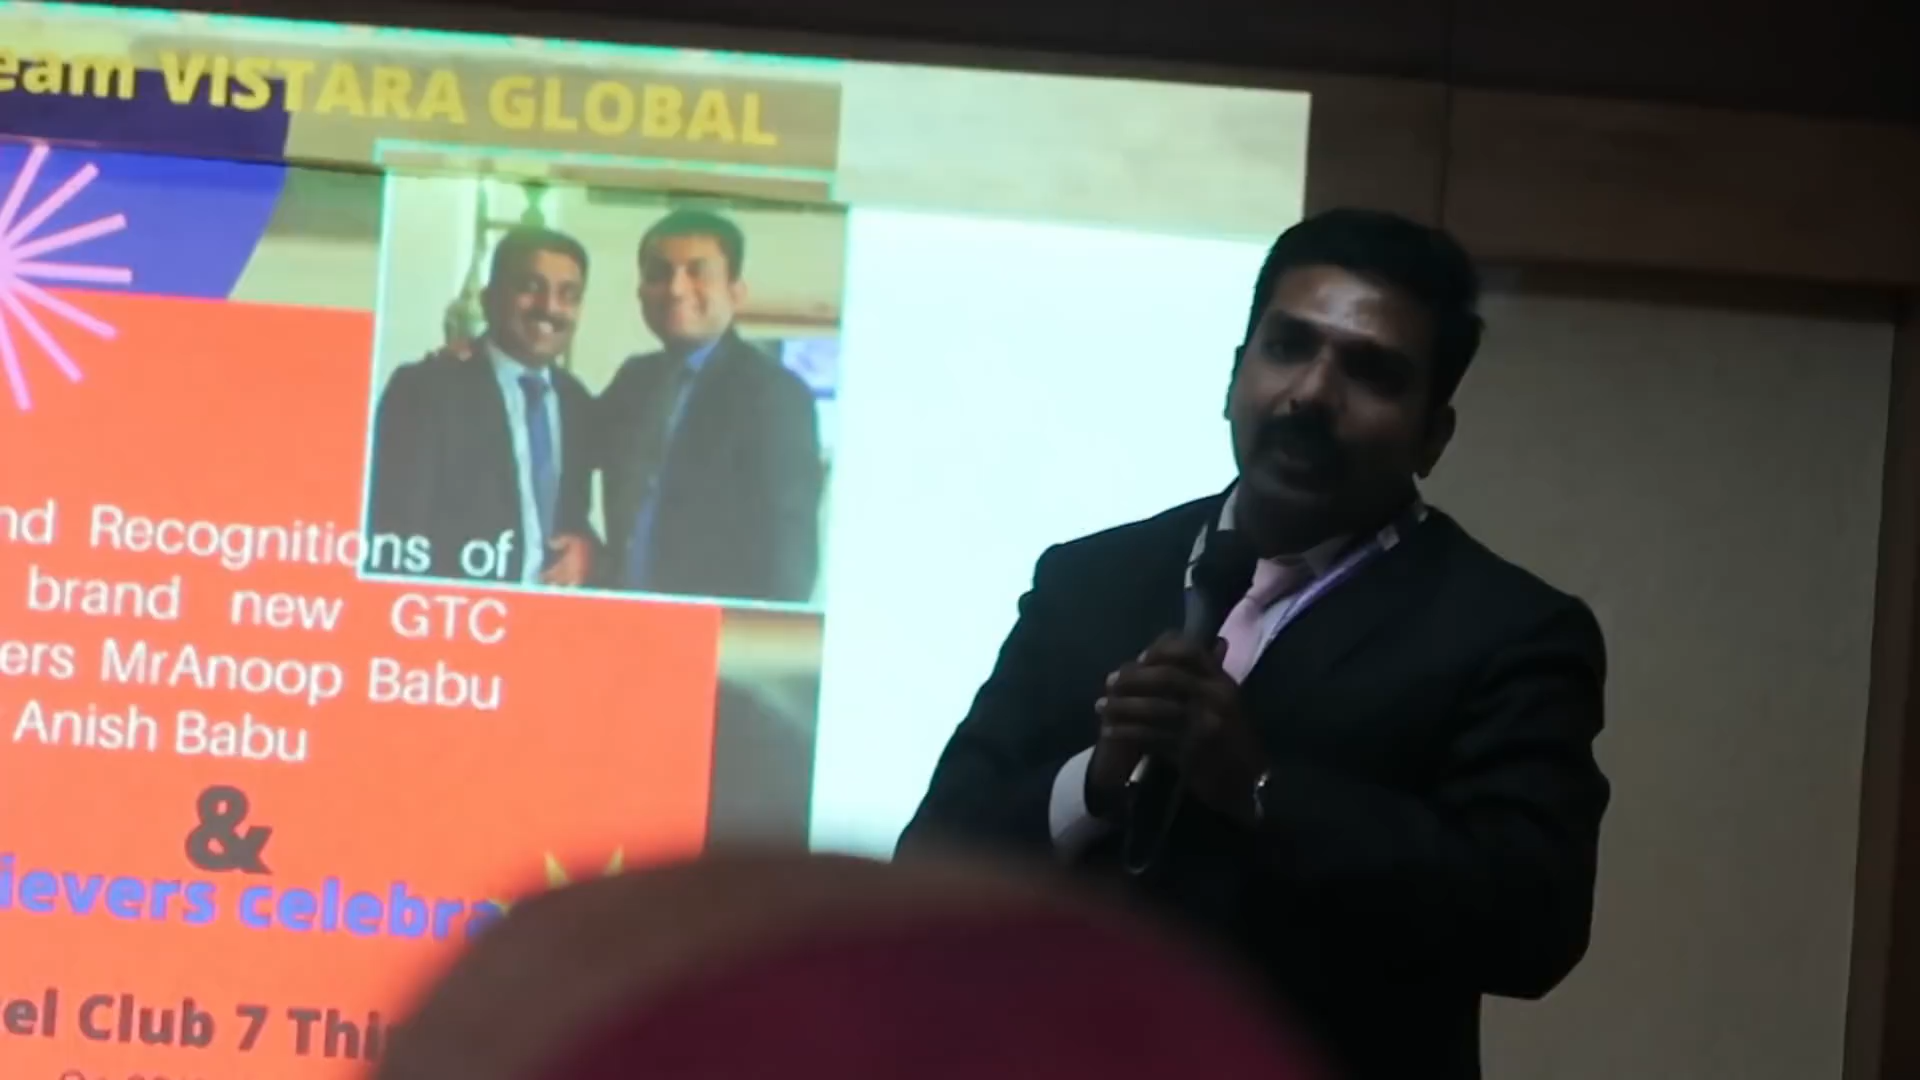 eam VISTARA GLOBAL
nd Recognitions of
brand new GTC
ers MrAnoop Babu
Anish Babu
&
ievers celebra
el Club 7 Thi